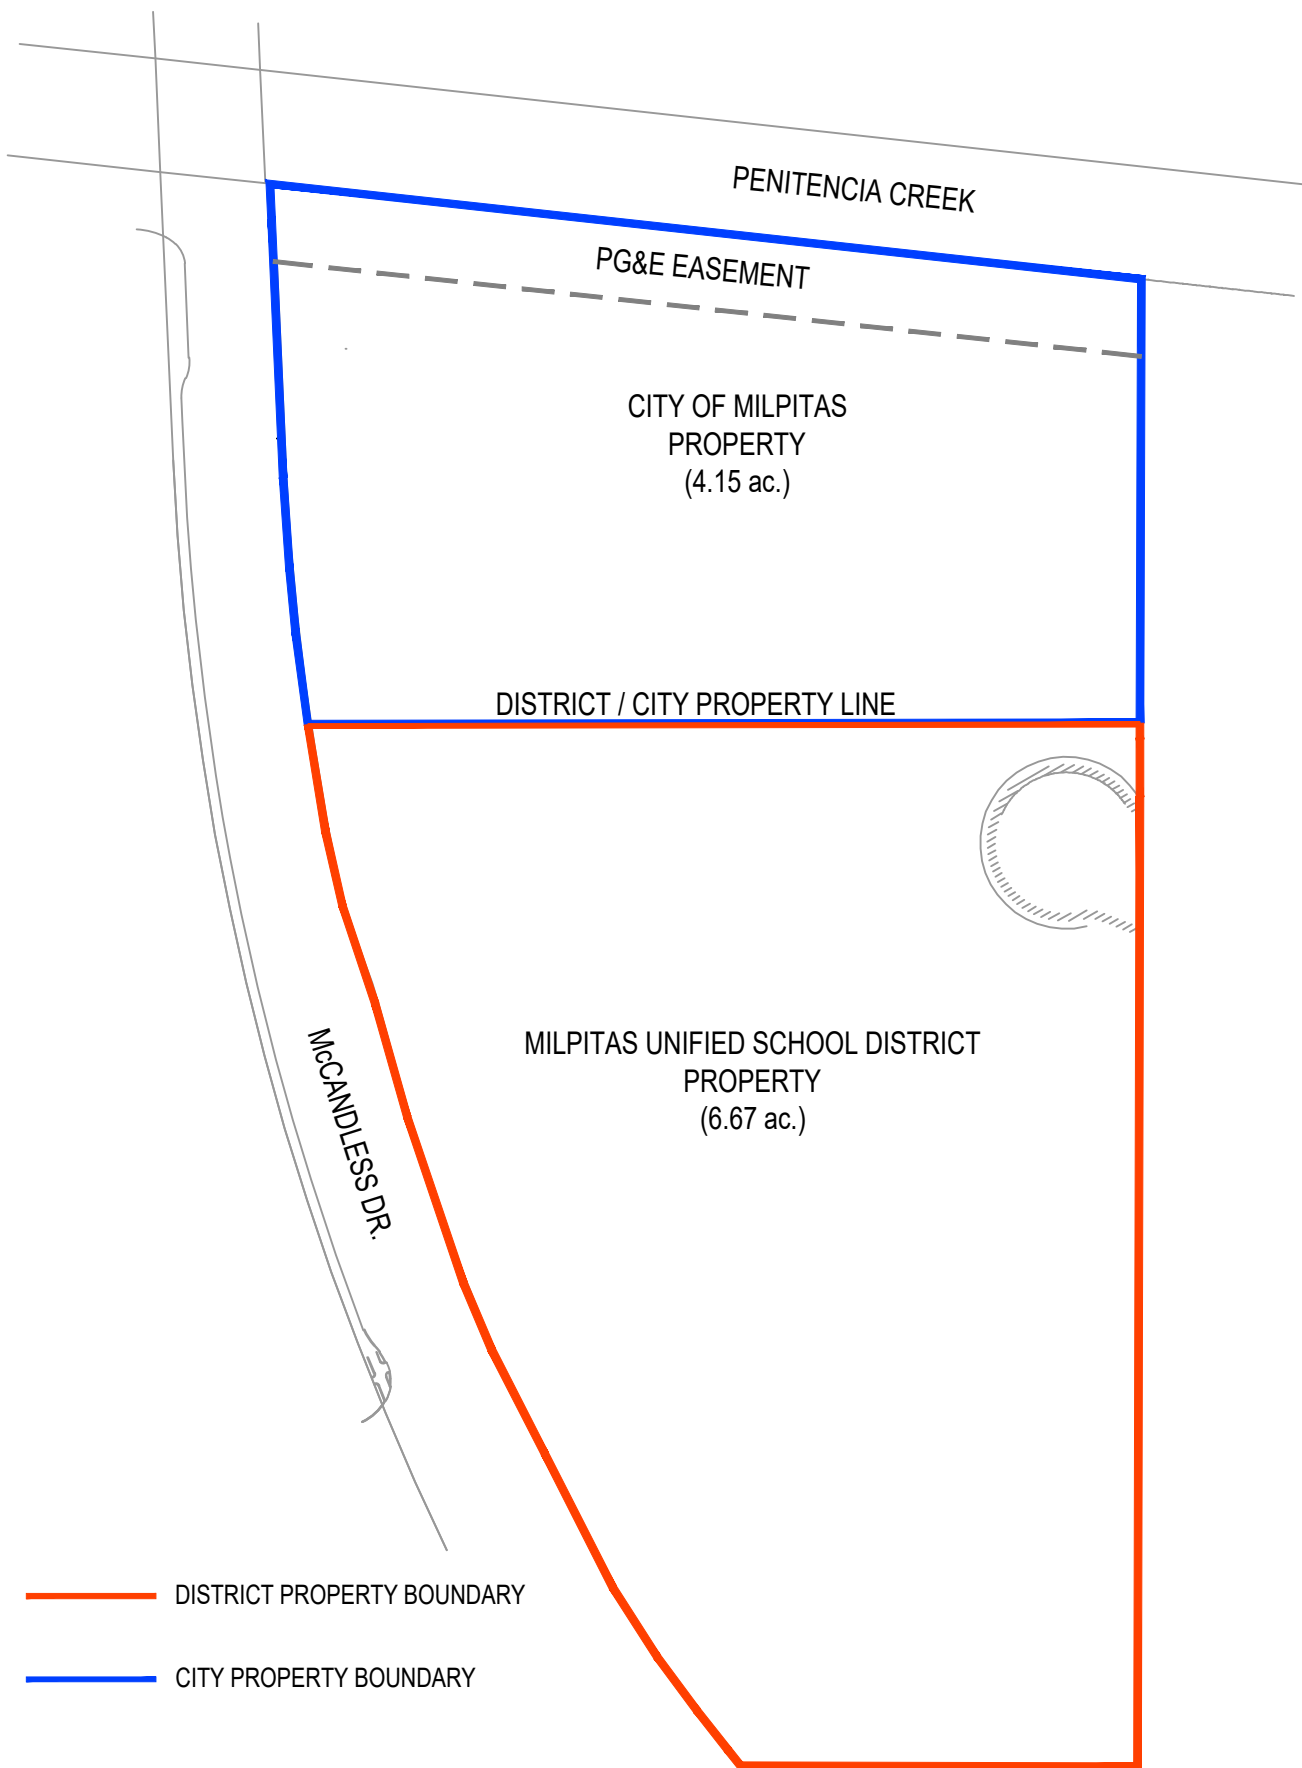 PENITENCIA CREEK
PG&E EASEMENT
CITY OF MILPITAS
PROPERTY
(4.15 ac.)
DISTRICT / CITY PROPERTY LINE
MILPITAS UNIFIED SCHOOL DISTRICT
PROPERTY
(6.67 ac.)
McCANDLESS DR.
DISTRICT PROPERTY BOUNDARY
CITY PROPERTY BOUNDARY